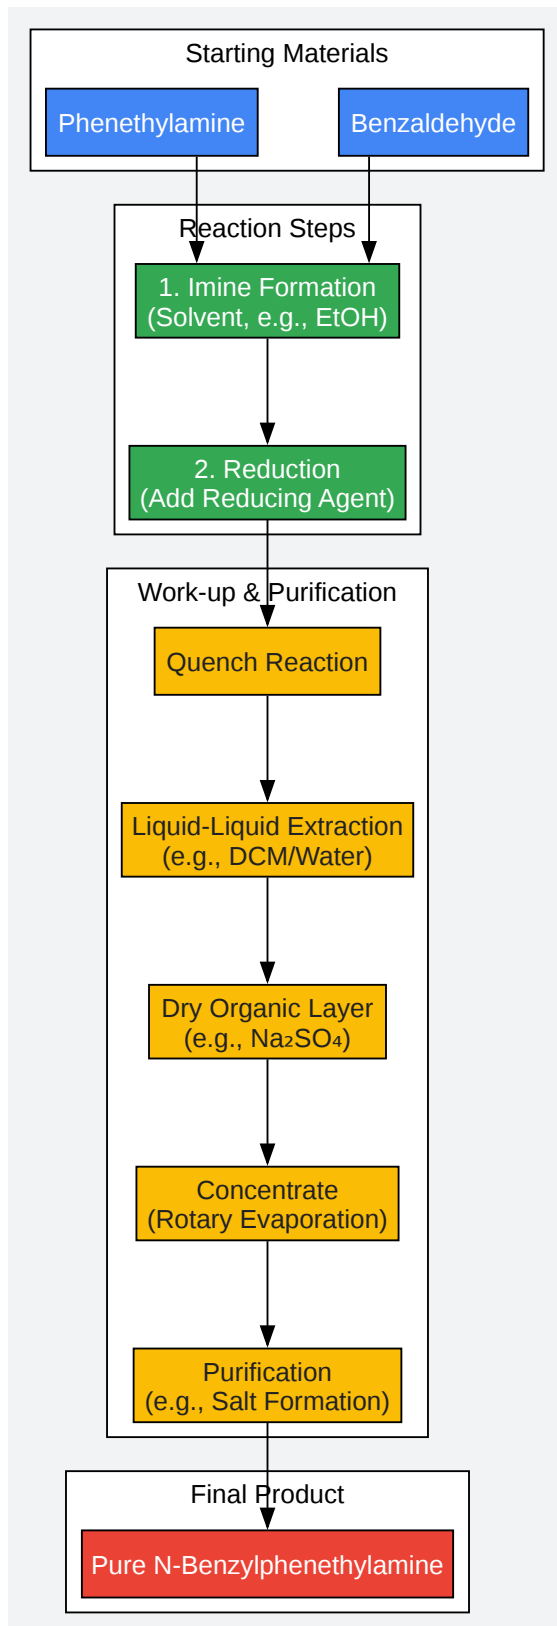 Starting Materials
Phenethylamine
Benzaldehyde
Reaction Steps
1. Imine Formation
(Solvent, e.g., EtOH)
2. Reduction
(Add Reducing Agent)
Work-up & Purification
Quench Reaction
Liquid-Liquid Extraction
(e.g., DCM/Water)
Dry Organic Layer
(e.g., Na₂SO₄)
Concentrate
(Rotary Evaporation)
Purification
(e.g., Salt Formation)
Final Product
Pure N-Benzylphenethylamine